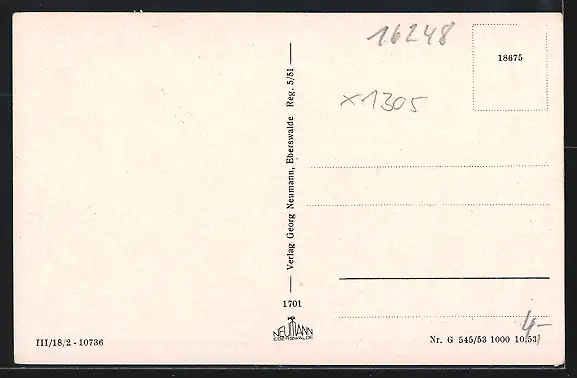 16248
18675
x1305
Verlag Georg Neumann, Eberswalde Reg. 5/51
1701
NEUMANN
EBERSWALDE
III/18/2 - 10736
4,-
Nr. G 545/53 1000 10.53